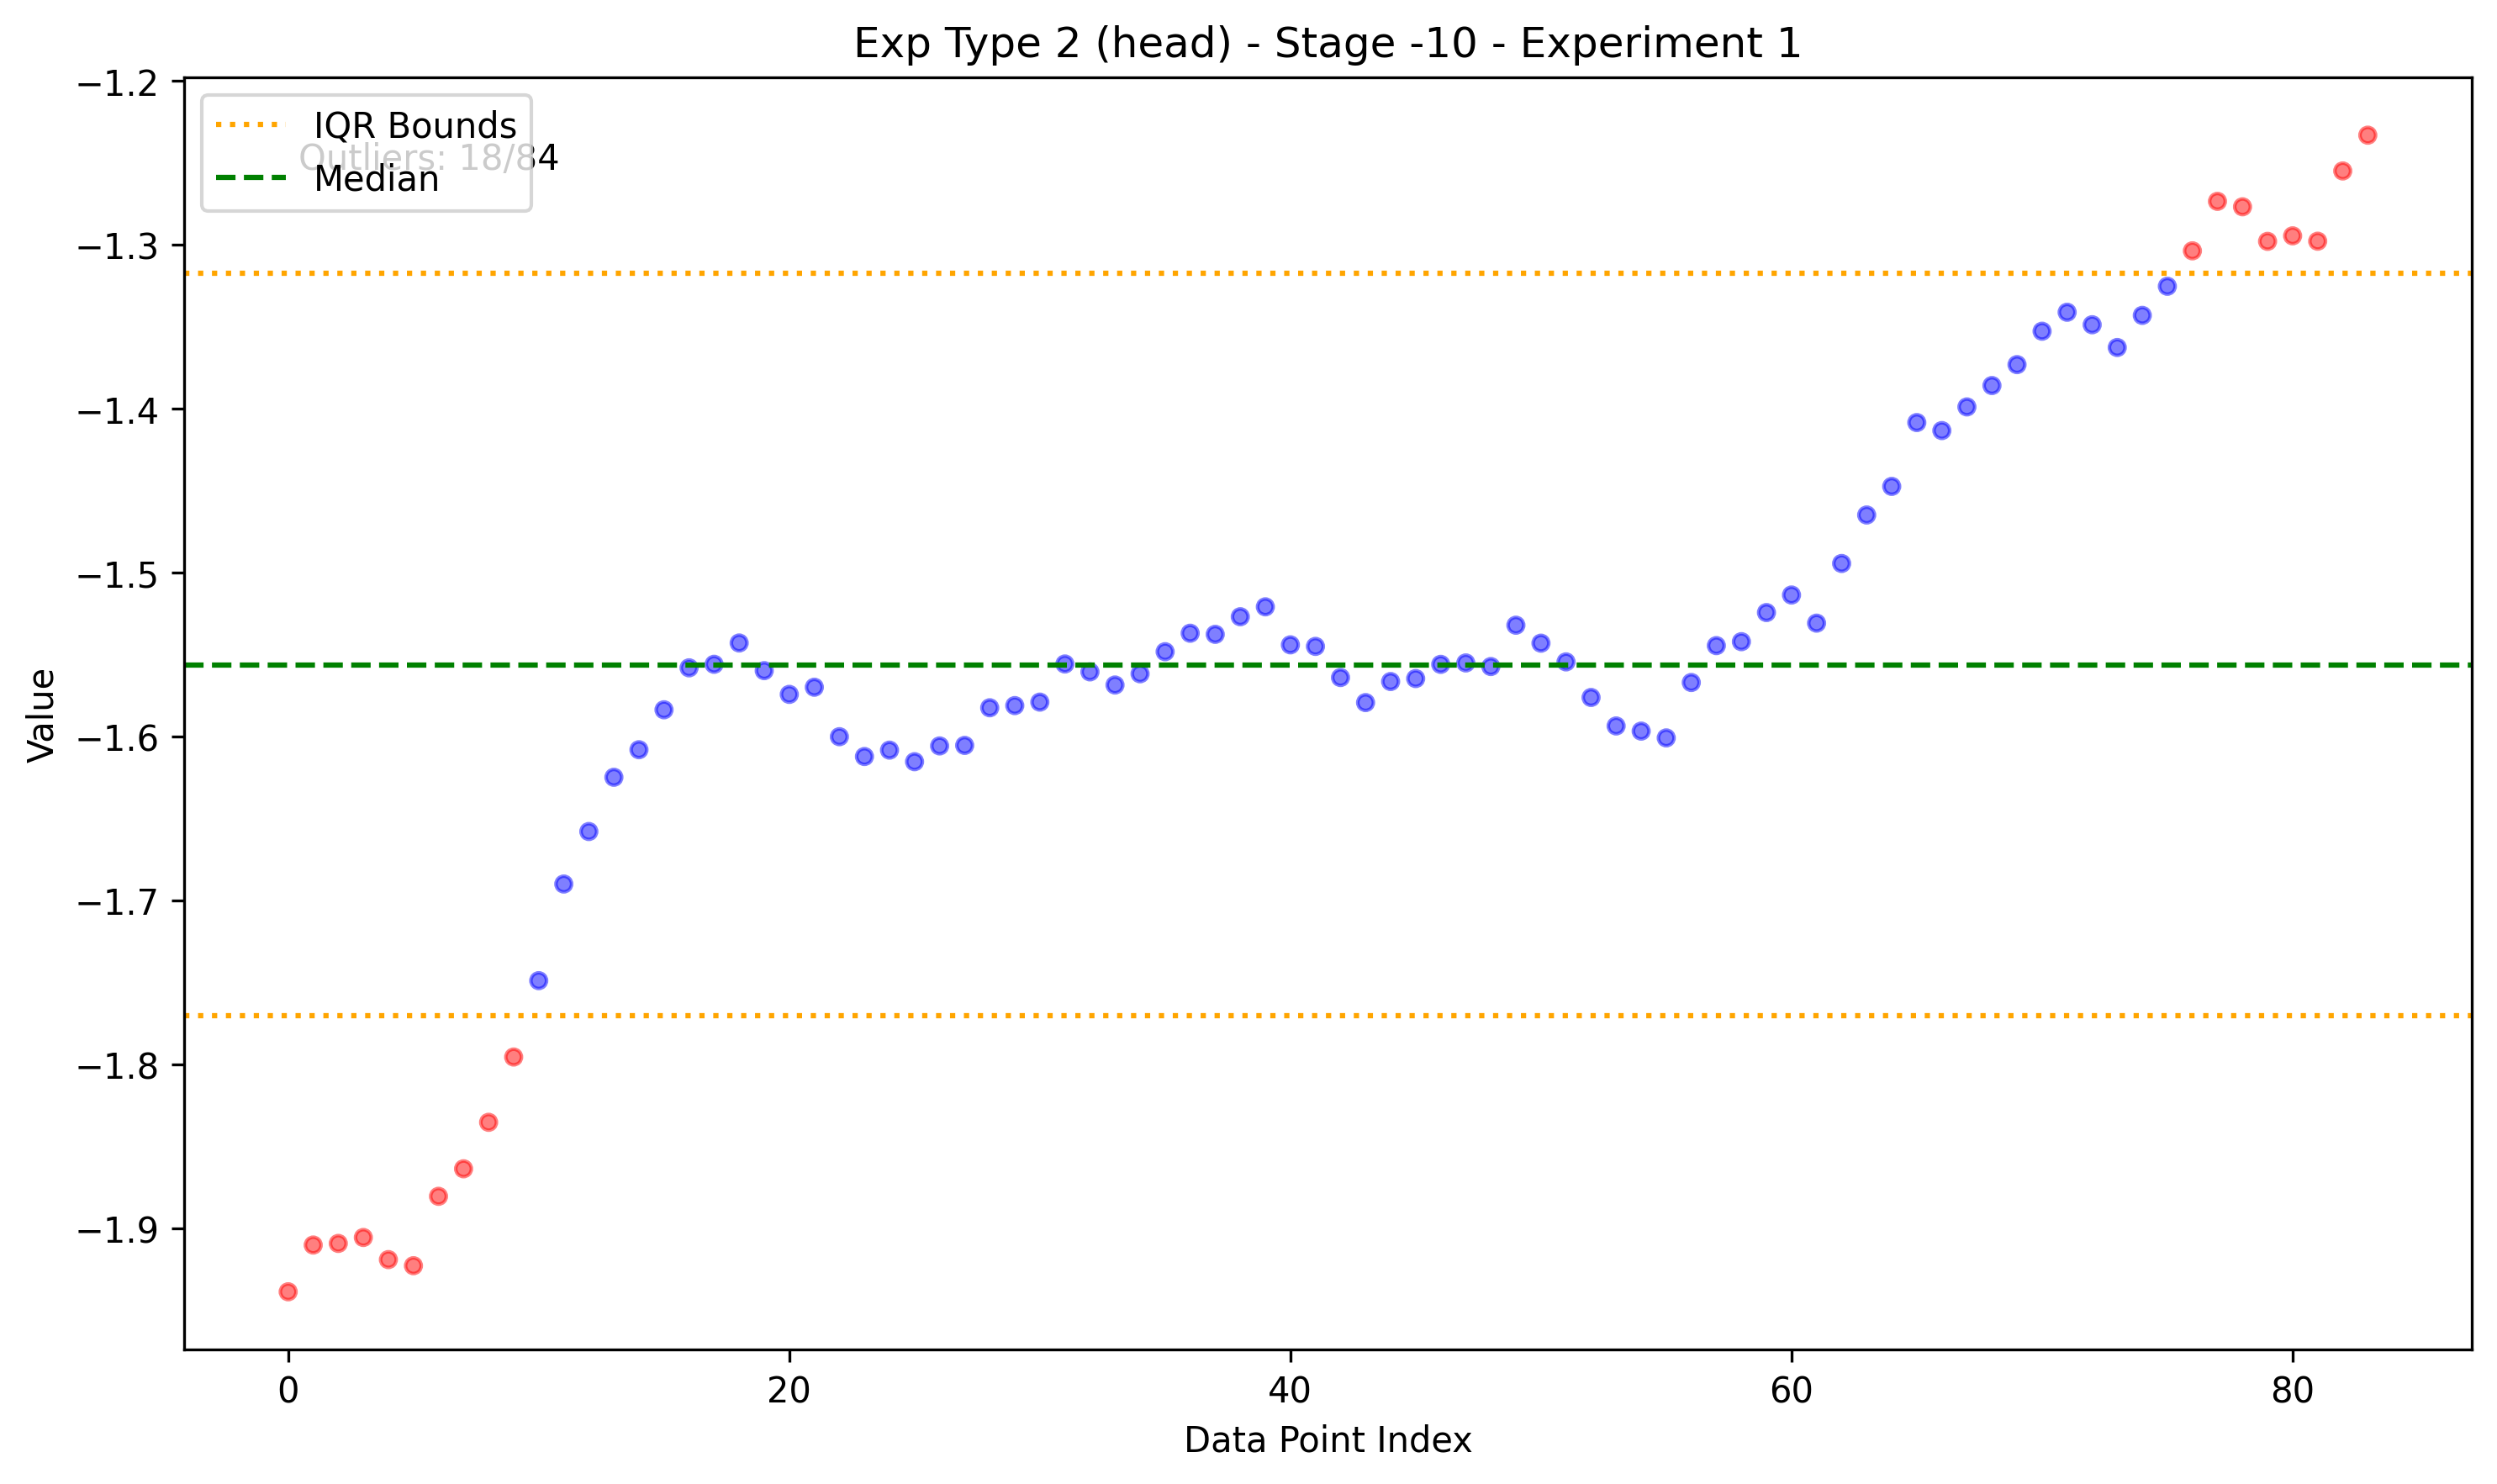 Exp Type 2 (head) - Stage -10 - Experiment 1
−1.2
−1.3
−1.4
−1.5
−1.6
−1.7
−1.8
−1.9
Value
IQR Bounds
Outliers: 18/84
Median
0 20 40 60 80
Data Point Index